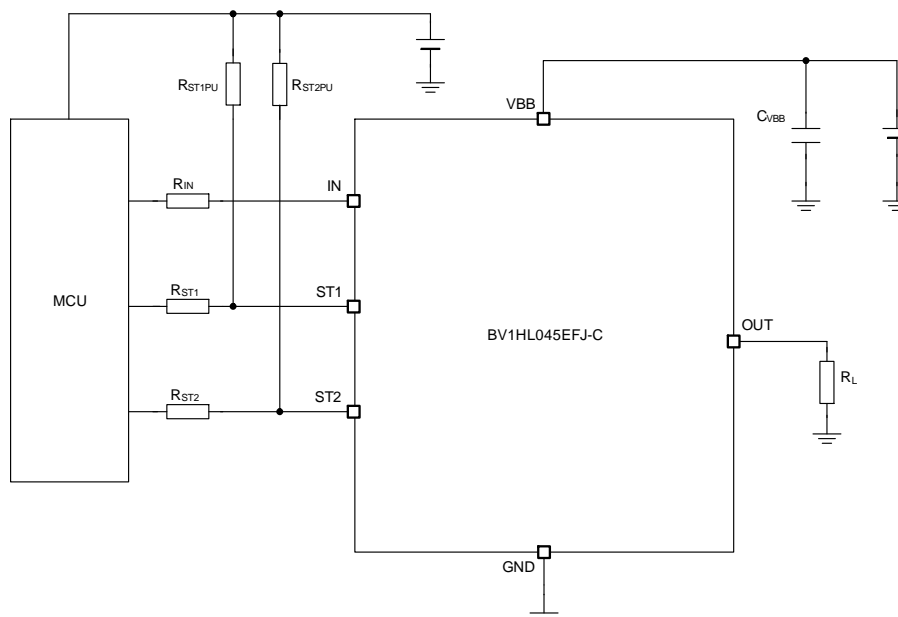 RST1PU
RST2PU
VBB
CVBB
RIN
IN
MCU
RST1
ST1
BV1HL045EFJ-C
OUT
RL
RST2
ST2
GND